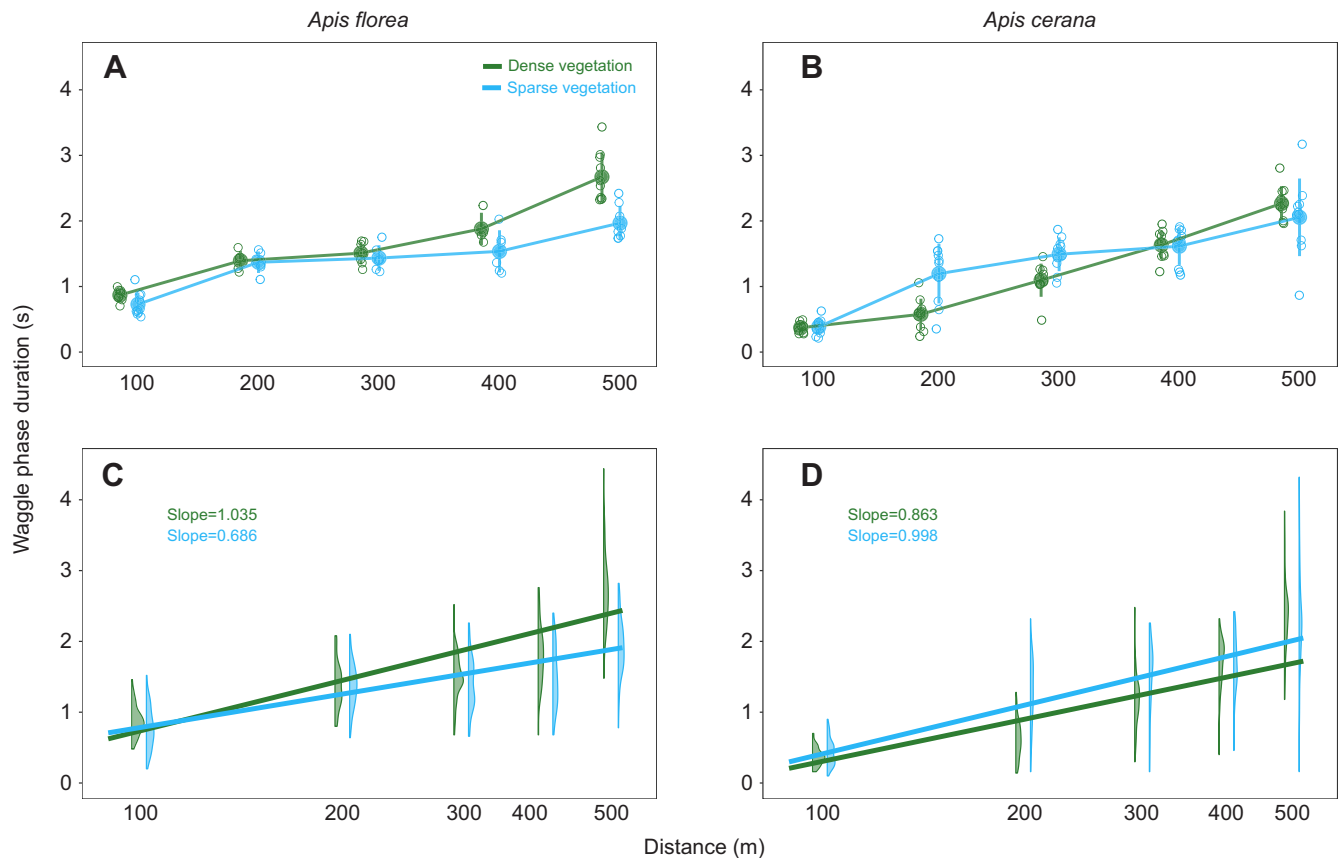 Apis florea
Apis cerana
A
Dense vegetation
Sparse vegetation
B
4
3
2
1
0
100 200 300 400 500
4
3
2
1
0
100 200 300 400 500
Waggle phase duration (s)
C
Slope=1.035
Slope=0.686
4
3
2
1
0
100 200 300 400 500
D
Slope=0.863
Slope=0.998
4
3
2
1
0
100 200 300 400 500
Distance (m)